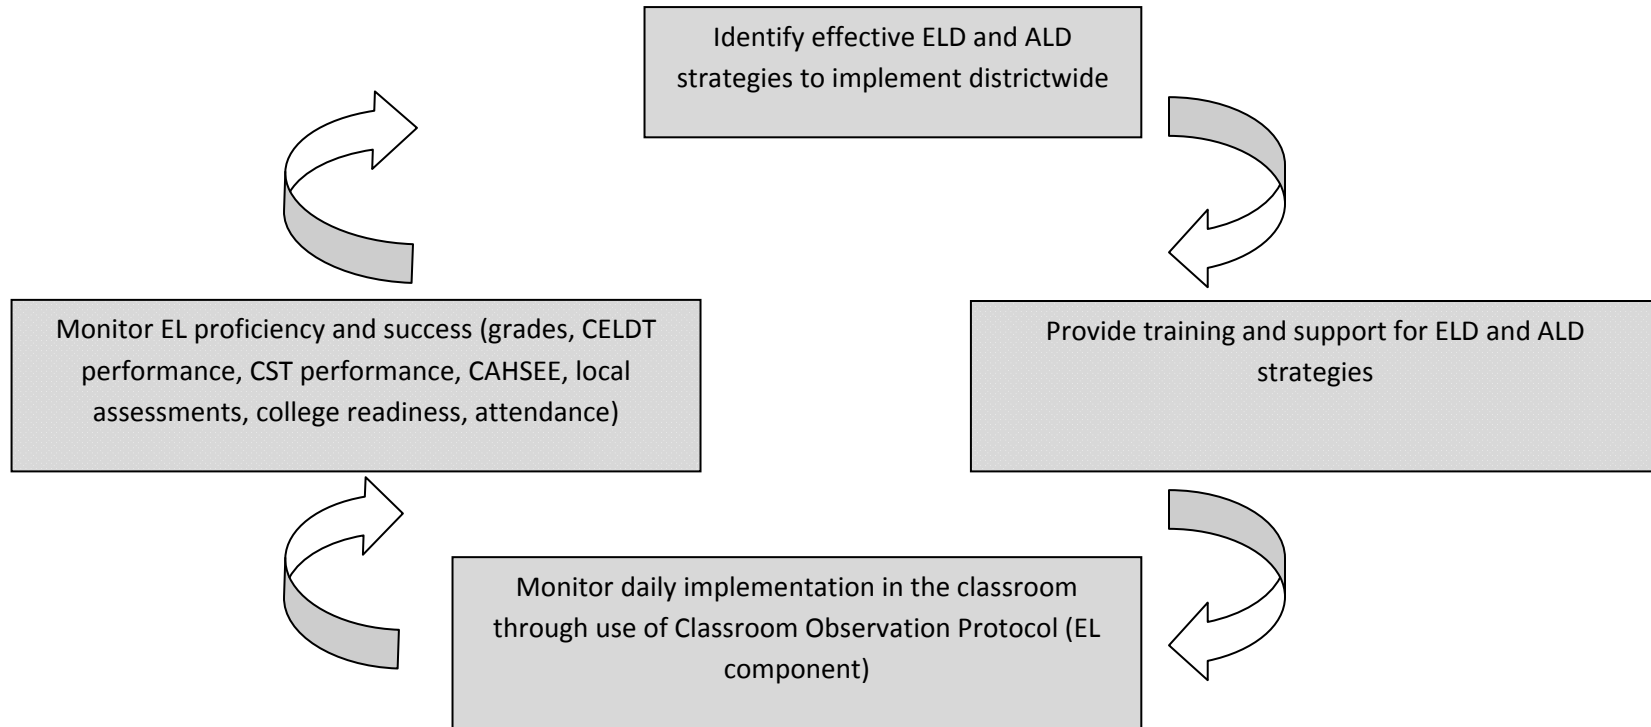 Identify effective ELD and ALD
strategies to implement districtwide
Monitor EL proficiency and success (grades, CELDT
performance, CST performance, CAHSEE, local
assessments, college readiness, attendance)
Provide training and support for ELD and ALD
strategies
Monitor daily implementation in the classroom
through use of Classroom Observation Protocol (EL
component)